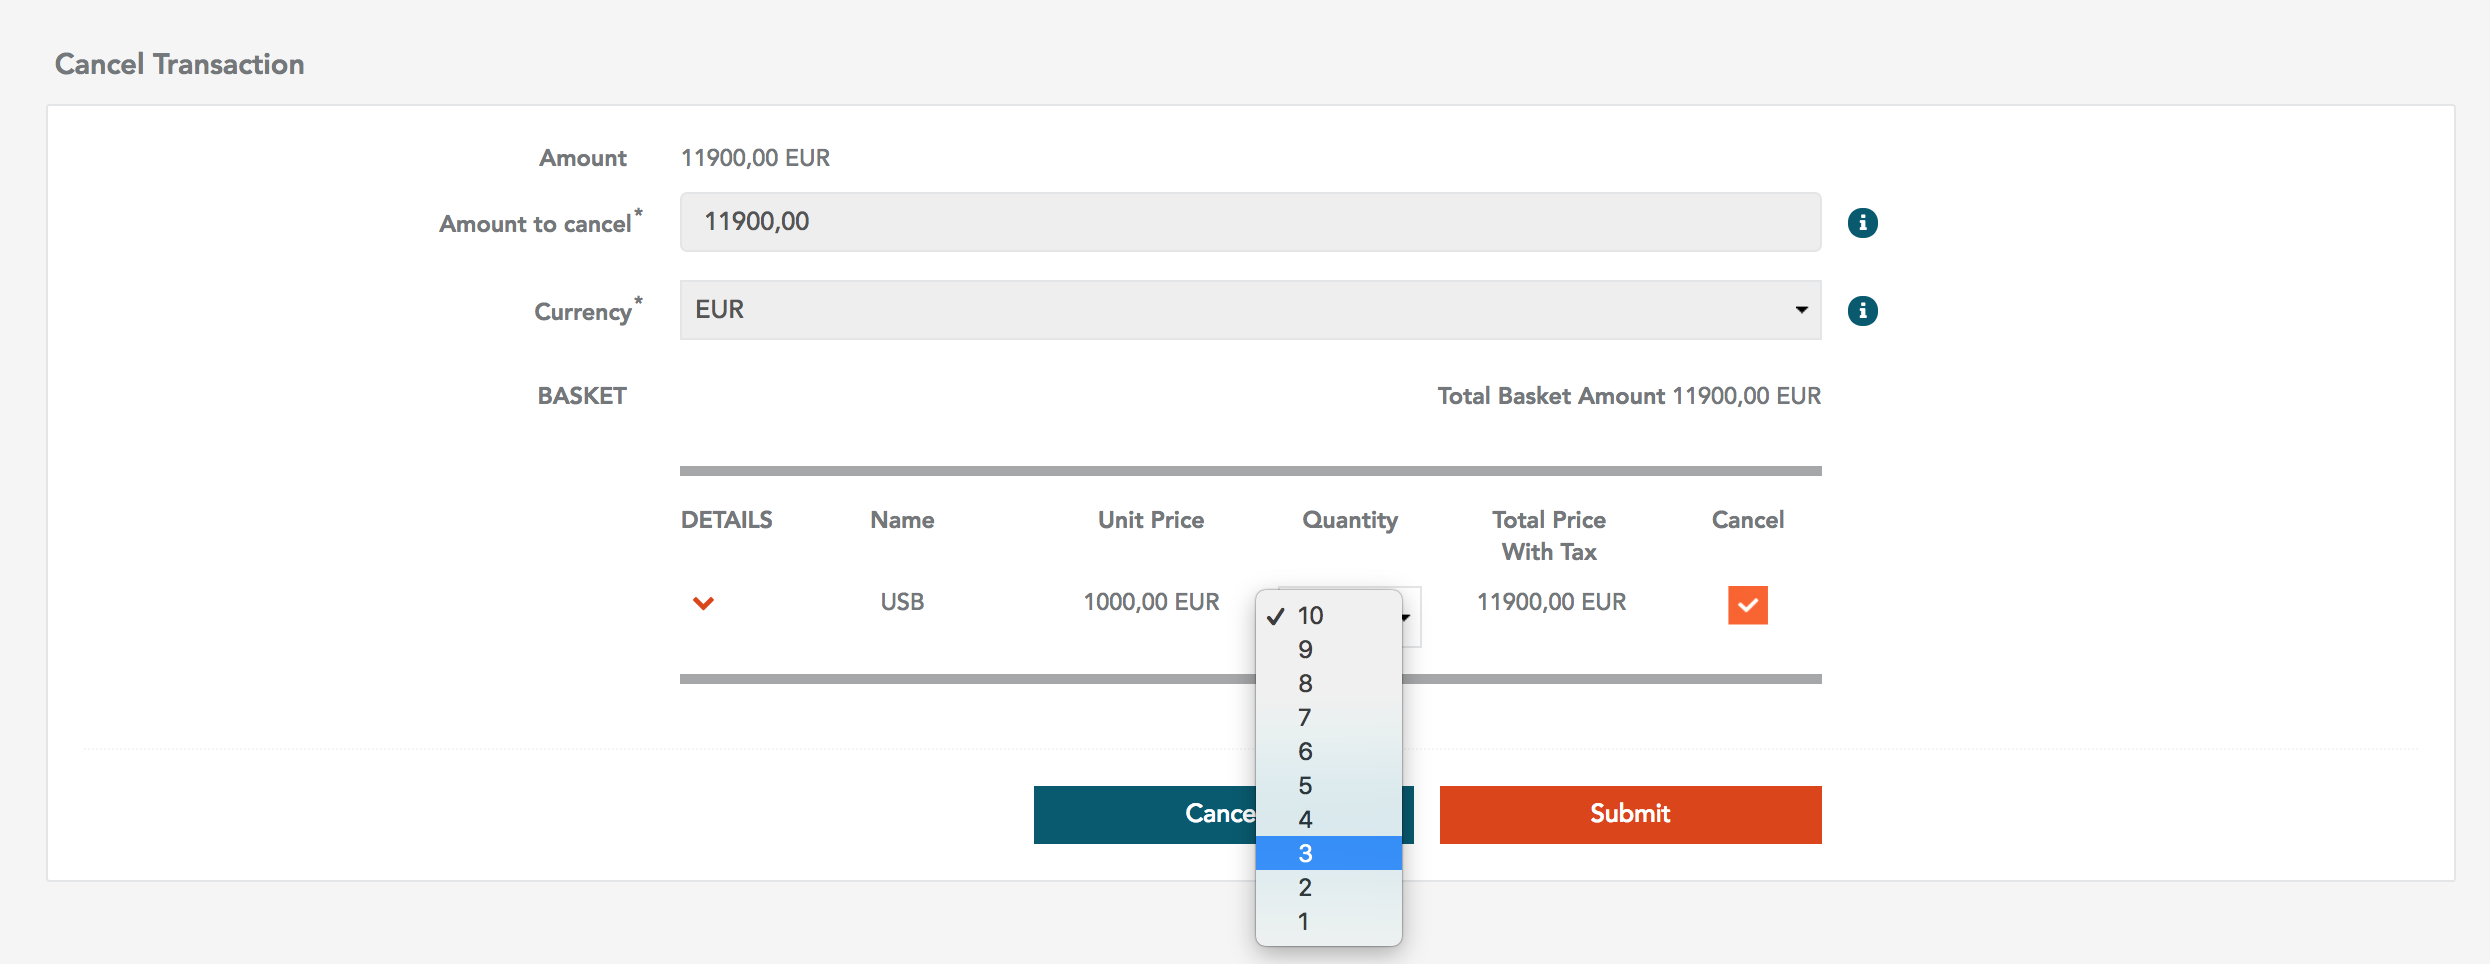 Cancel Transaction
Amount 11900,00 EUR
Amount to cancel* 11900,00
Currency* EUR
BASKET Total Basket Amount 11900,00 EUR
DETAILS Name Unit Price Quantity Total Price With Tax Cancel
USB 1000,00 EUR 11900,00 EUR
✓ 10
9
8
7
6
5
4
3
2
1
Cance Submit